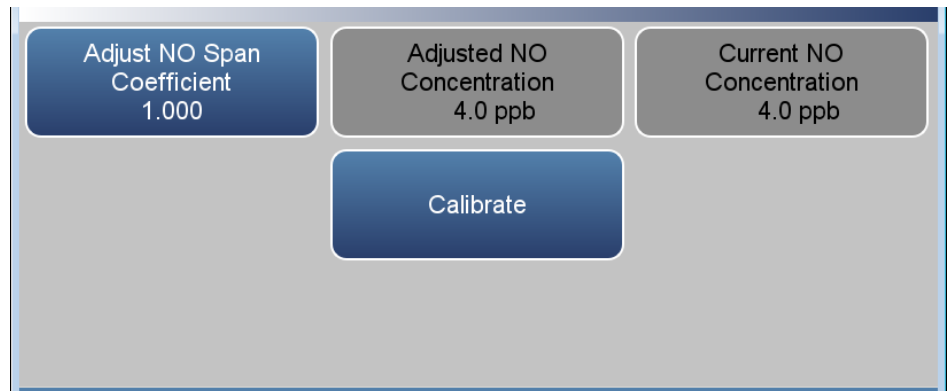 Adjust NO Span
Coefficient
1.000
Adjusted NO
Concentration
4.0 ppb
Current NO
Concentration
4.0 ppb
Calibrate